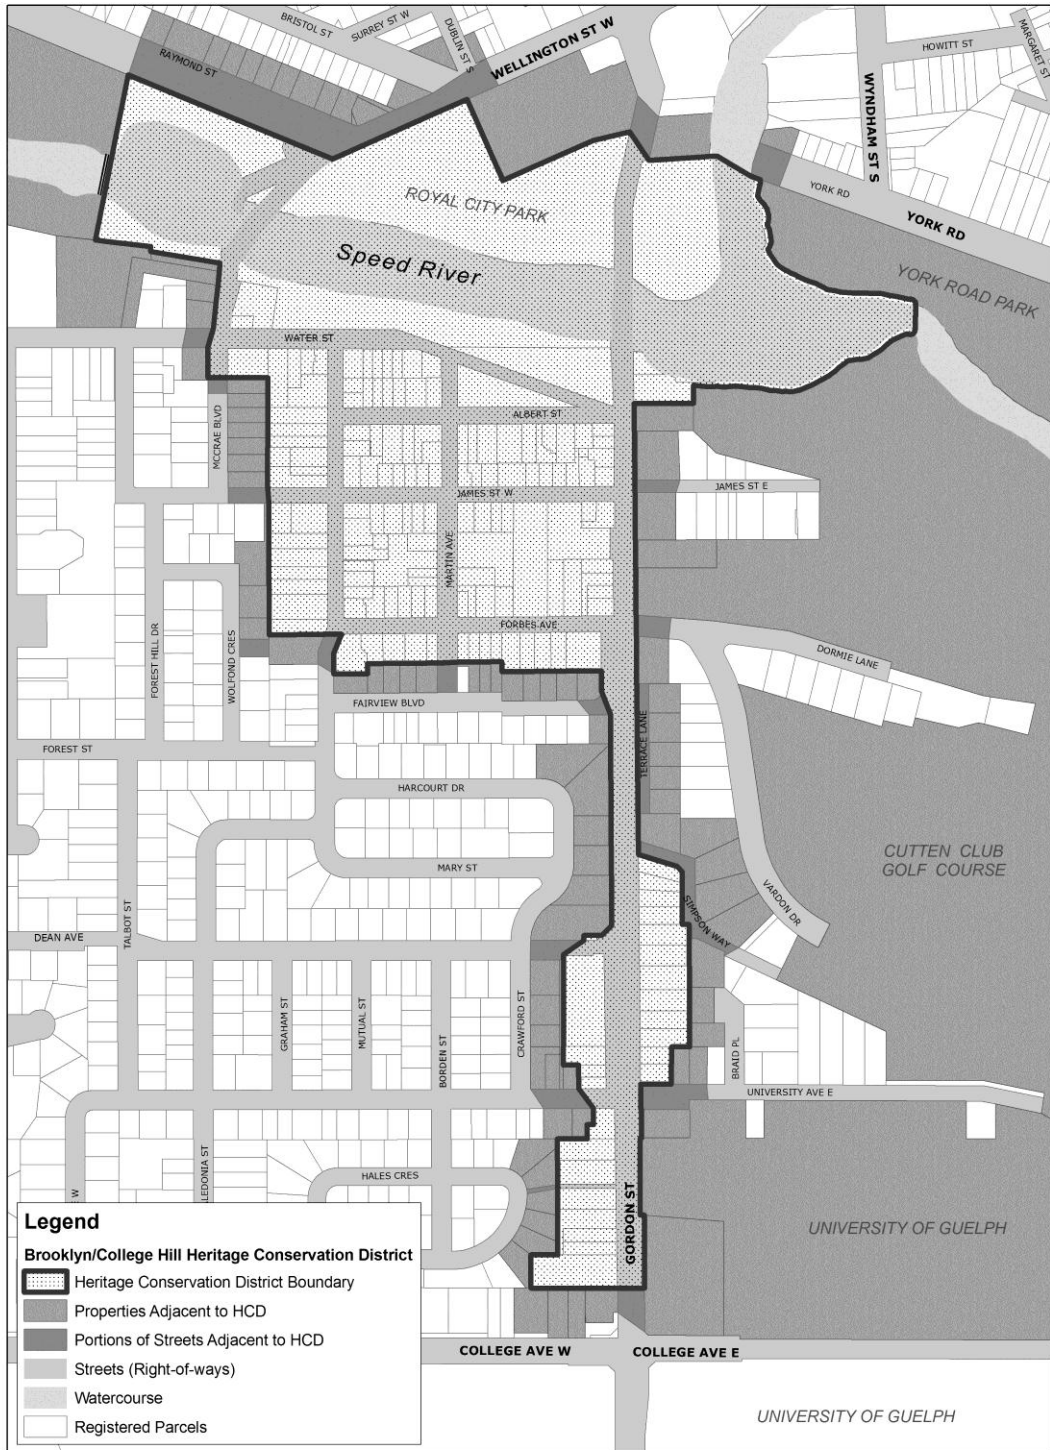 BRISTOL ST
SURREY ST W
DUBLIN ST S
WELLINGTON ST W
HOWITT ST
MARGARET ST
RAYMOND ST
WYNDHAM ST S
YORK RD
YORK RD
ROYAL CITY PARK
Speed River
YORK ROAD PARK
WATER ST
ALBERT ST
MCCRAE BLVD
JAMES ST W
JAMES ST E
MARTIN AVE
FORBES AVE
FOREST HILL DR
WOLFOND CRES
DORMIE LANE
FAIRVIEW BLVD
TERRACE LANE
FOREST ST
HARCOURT DR
CUTTEN CLUB
GOLF COURSE
MARY ST
VARDON DR
SIMPSON WAY
TALBOT ST
DEAN AVE
GRAHAM ST
MUTUAL ST
BORDEN ST
CRAWFORD ST
BRAID PL
UNIVERSITY AVE E
LEDONIA ST
W
HALES CRES
GORDON ST
UNIVERSITY OF GUELPH
Legend
Brooklyn/College Hill Heritage Conservation District
Heritage Conservation District Boundary
Properties Adjacent to HCD
Portions of Streets Adjacent to HCD
Streets (Right-of-ways)
Watercourse
Registered Parcels
COLLEGE AVE W
COLLEGE AVE E
UNIVERSITY OF GUELPH